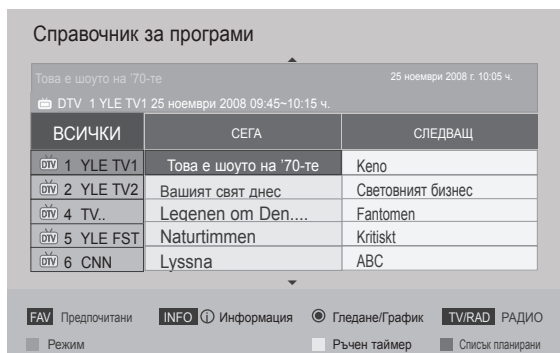 Справочник за програми
Това е шоуто на '70-те 25 ноември 2008 г. 10:05 ч.
DTV 1 YLE TV1 25 ноември 2008 09:45~10:15 ч.
ВСИЧКИ СЕГА СЛЕДВАЩ
DTV 1 YLE TV1 Това е шоуто на '70-те Keno
DTV 2 YLE TV2 Вашият свят днес Световният бизнес
DTV 4 TV.. Legenen om Den.... Fantomen
DTV 5 YLE FST Naturtimmen Kritiskt
DTV 6 CNN Lyssna ABC
FAV Предпочитани INFO i Информация Гледане/График TV/RAD РАДИО
Режим Ръчен таймер Списък планирани